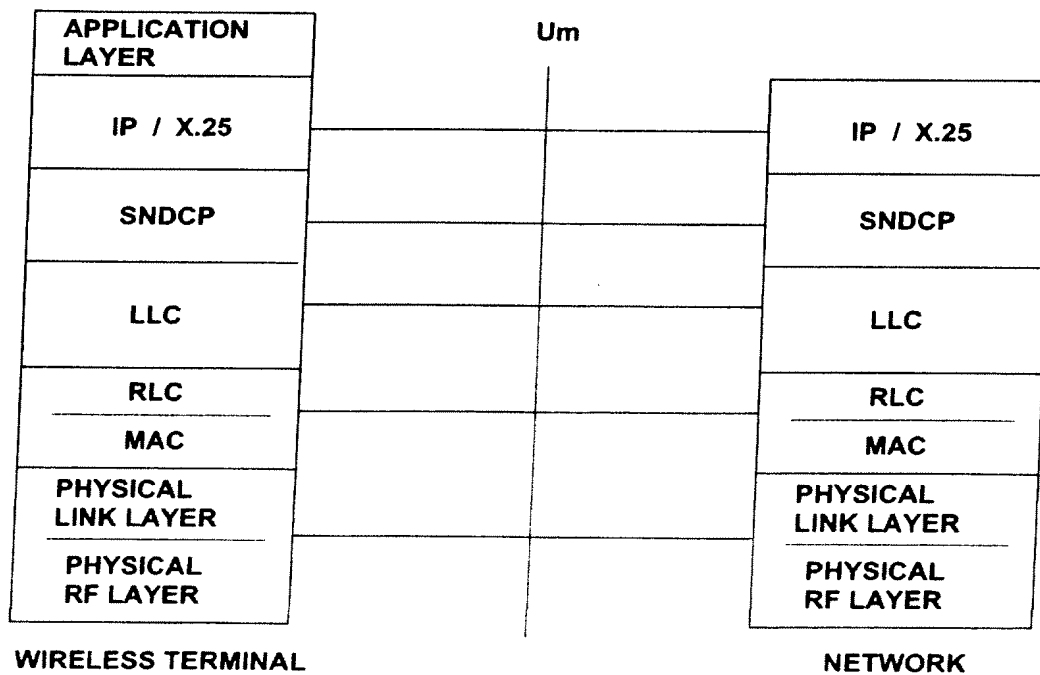 APPLICATION
LAYER
IP / X.25
SNDCP
LLC
RLC
MAC
PHYSICAL
LINK LAYER
PHYSICAL
RF LAYER
WIRELESS TERMINAL
Um
IP / X.25
SNDCP
LLC
RLC
MAC
PHYSICAL
LINK LAYER
PHYSICAL
RF LAYER
NETWORK